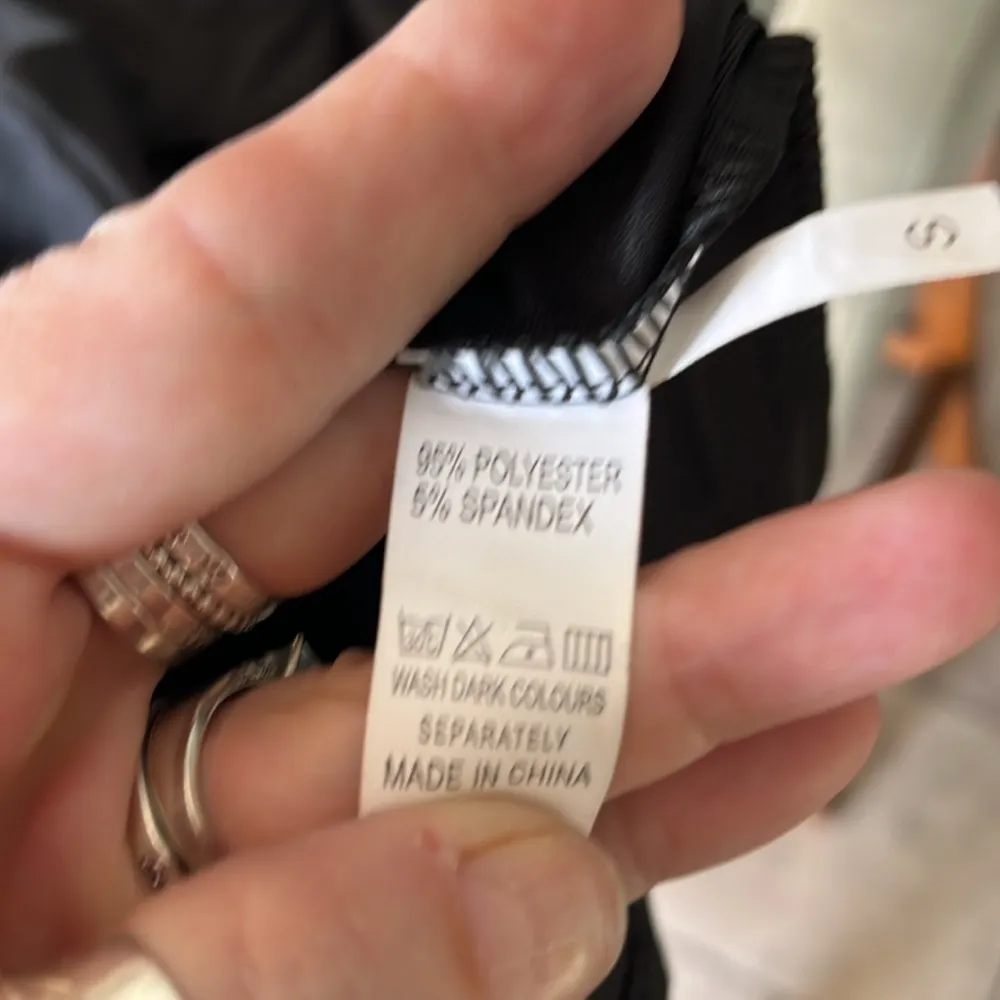 S
95% POLYESTER
5% SPANDEX
WASH DARK COLOURS
SEPARATELY
MADE IN CHINA